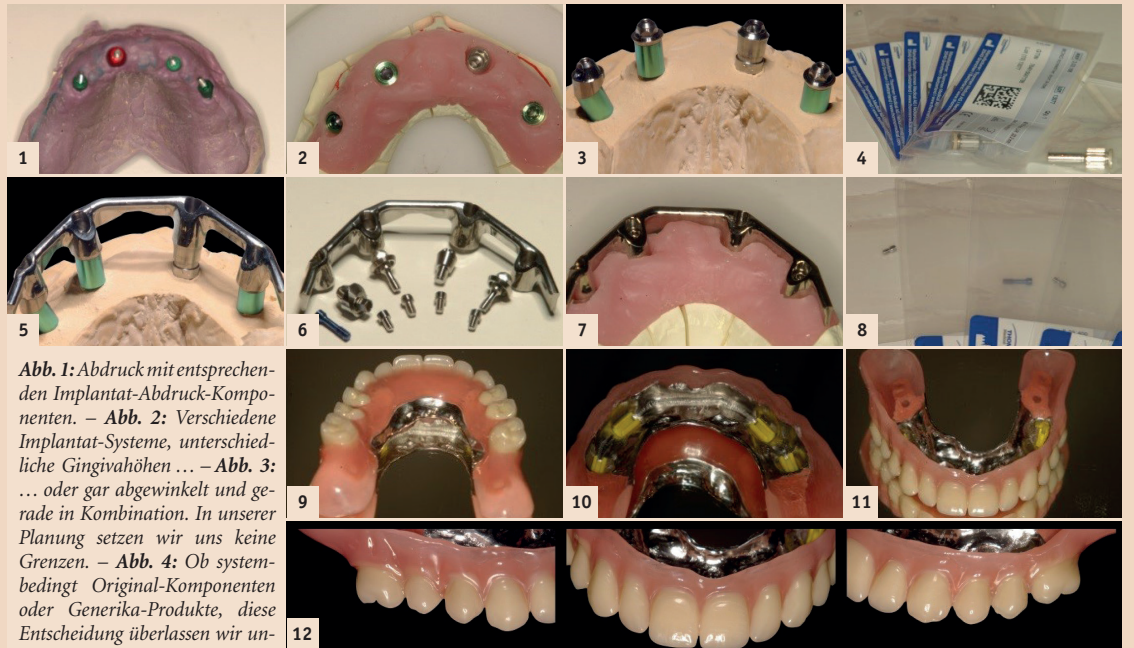 1
2
3
4
5
6
7
8
Abb. 1: Abdruck mit entsprechen-
den Implantat-Abdruck-Kompo-
nenten. – Abb. 2: Verschiedene
Implantat-Systeme, unterschied-
liche Gingivahöhen … – Abb. 3:
… oder gar abgewinkelt und ge-
rade in Kombination. In unserer
Planung setzen wir uns keine
Grenzen. – Abb. 4: Ob system-
bedingt Original-Komponenten
oder Generika-Produkte, diese
Entscheidung überlassen wir un-
9
10
11
12